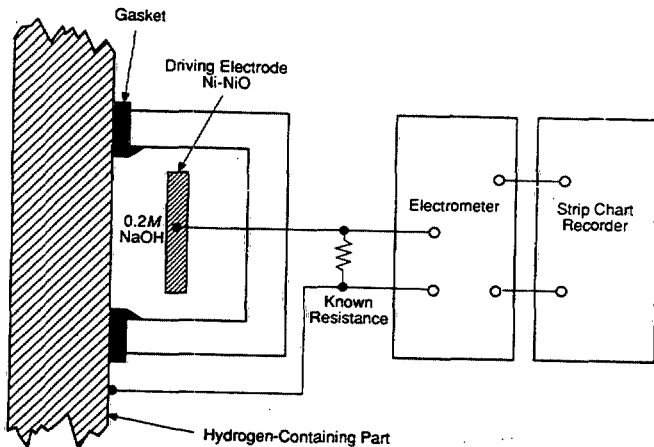 Gasket
Driving Electrode
Ni-NiO
0.2M
NaOH
Electrometer
Strip Chart
Recorder
Known
Resistance
Hydrogen-Containing Part